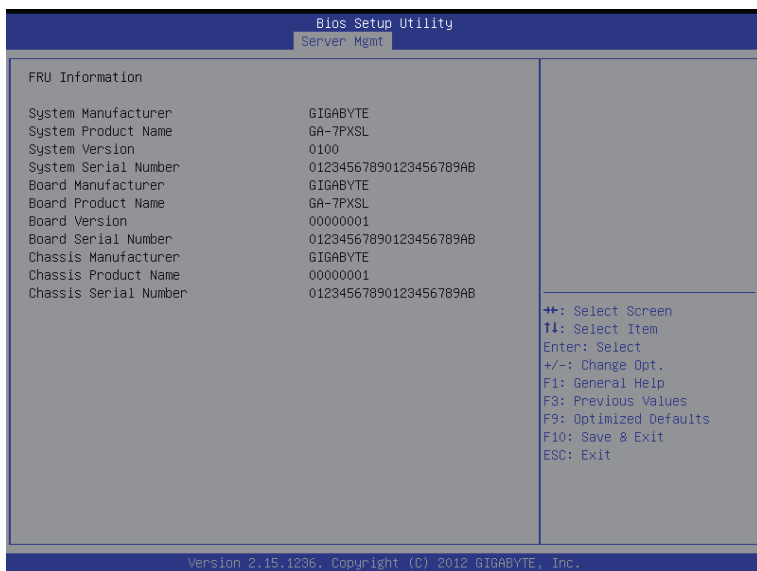 Bios Setup Utility
Server Mgmt
FRU Information
System Manufacturer GIGABYTE
System Product Name GA-7PXSL
System Version 0100
System Serial Number 01234567890123456789AB
Board Manufacturer GIGABYTE
Board Product Name GA-7PXSL
Board Version 00000001
Board Serial Number 01234567890123456789AB
Chassis Manufacturer GIGABYTE
Chassis Product Name 00000001
Chassis Serial Number 01234567890123456789AB
→←: Select Screen
↑↓: Select Item
Enter: Select
+/-: Change Opt.
F1: General Help
F3: Previous Values
F9: Optimized Defaults
F10: Save & Exit
ESC: Exit
Version 2.15.1236. Copyright (C) 2012 GIGABYTE, Inc.